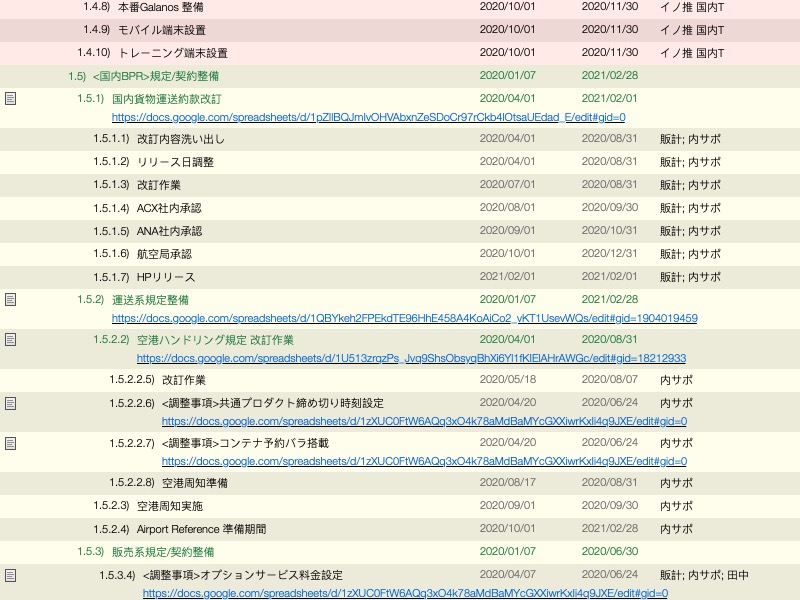 1.4.8) 本番Galanos 整備 2020/10/01 2020/11/30 イノ推 国内T
1.4.9) モバイル端末設置 2020/10/01 2020/11/30 イノ推 国内T
1.4.10) トレーニング端末設置 2020/10/01 2020/11/30 イノ推 国内T
1.5) <国内BPR>規定/契約整備 2020/01/07 2021/02/28
1.5.1) 国内貨物運送約款改訂 2020/04/01 2021/02/01
https://docs.google.com/spreadsheets/d/1pZIlBQJmIvOHVAbxnZeSDoCr97rCkb4lOtsaUEdad_E/edit#gid=0
1.5.1.1) 改訂内容洗い出し 2020/04/01 2020/08/31 販計; 内サポ
1.5.1.2) リリース日調整 2020/04/01 2020/08/31 販計; 内サポ
1.5.1.3) 改訂作業 2020/07/01 2020/08/31 販計; 内サポ
1.5.1.4) ACX社内承認 2020/08/01 2020/09/30 販計; 内サポ
1.5.1.5) ANA社内承認 2020/09/01 2020/10/31 販計; 内サポ
1.5.1.6) 航空局承認 2020/10/01 2020/12/31 販計; 内サポ
1.5.1.7) HPリリース 2021/02/01 2021/02/01 販計; 内サポ
1.5.2) 運送系規定整備 2020/01/07 2021/02/28
https://docs.google.com/spreadsheets/d/1QBYkeh2FPEkdTE96HhE458A4KoAiCo2_vKT1UsevWQs/edit#gid=1904019459
1.5.2.2) 空港ハンドリング規定 改訂作業 2020/04/01 2020/08/31
https://docs.google.com/spreadsheets/d/1U513zrqzPs_Jvq9ShsObsygBhXi6YI1fKIElAHrAWGc/edit#gid=18212933
1.5.2.2.5) 改訂作業 2020/05/18 2020/08/07 内サポ
1.5.2.2.6) <調整事項>共通プロダクト締め切り時刻設定 2020/04/20 2020/06/24 内サポ
https://docs.google.com/spreadsheets/d/1zXUC0FtW6AQq3xO4k78aMdBaMYcGXXiwrKxli4q9JXE/edit#gid=0
1.5.2.2.7) <調整事項>コンテナ予約バラ搭載 2020/04/20 2020/06/24 内サポ
https://docs.google.com/spreadsheets/d/1zXUC0FtW6AQq3xO4k78aMdBaMYcGXXiwrKxli4q9JXE/edit#gid=0
1.5.2.2.8) 空港周知準備 2020/08/17 2020/08/31 内サポ
1.5.2.3) 空港周知実施 2020/09/01 2020/09/30 内サポ
1.5.2.4) Airport Reference 準備期間 2020/10/01 2021/02/28 内サポ
1.5.3) 販売系規定/契約整備 2020/01/07 2020/06/30
1.5.3.4) <調整事項>オプションサービス料金設定 2020/04/07 2020/06/24 販計; 内サポ; 田中
https://docs.google.com/spreadsheets/d/1zXUC0FtW6AQq3xO4k78aMdBaMYcGXXiwrKxli4q9JXE/edit#gid=0